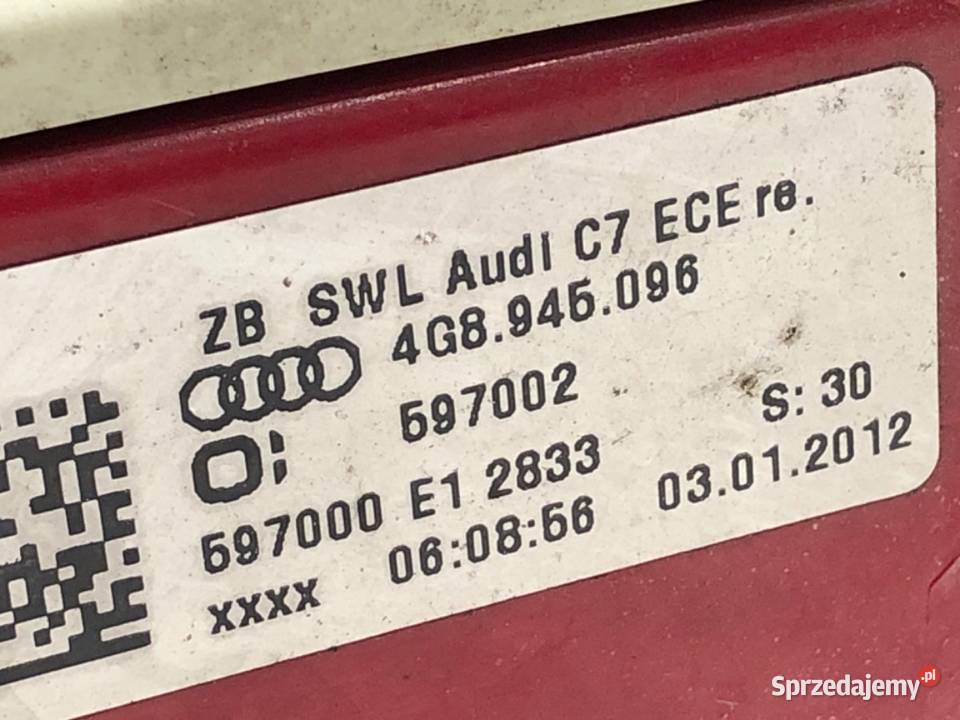 ZB SWL Audi C7 ECE re.
4G8.945.096
597002
S: 30
597000 E1 2833
03.01.2012
xxxx 06:08:56
Sprzedajemy.pl